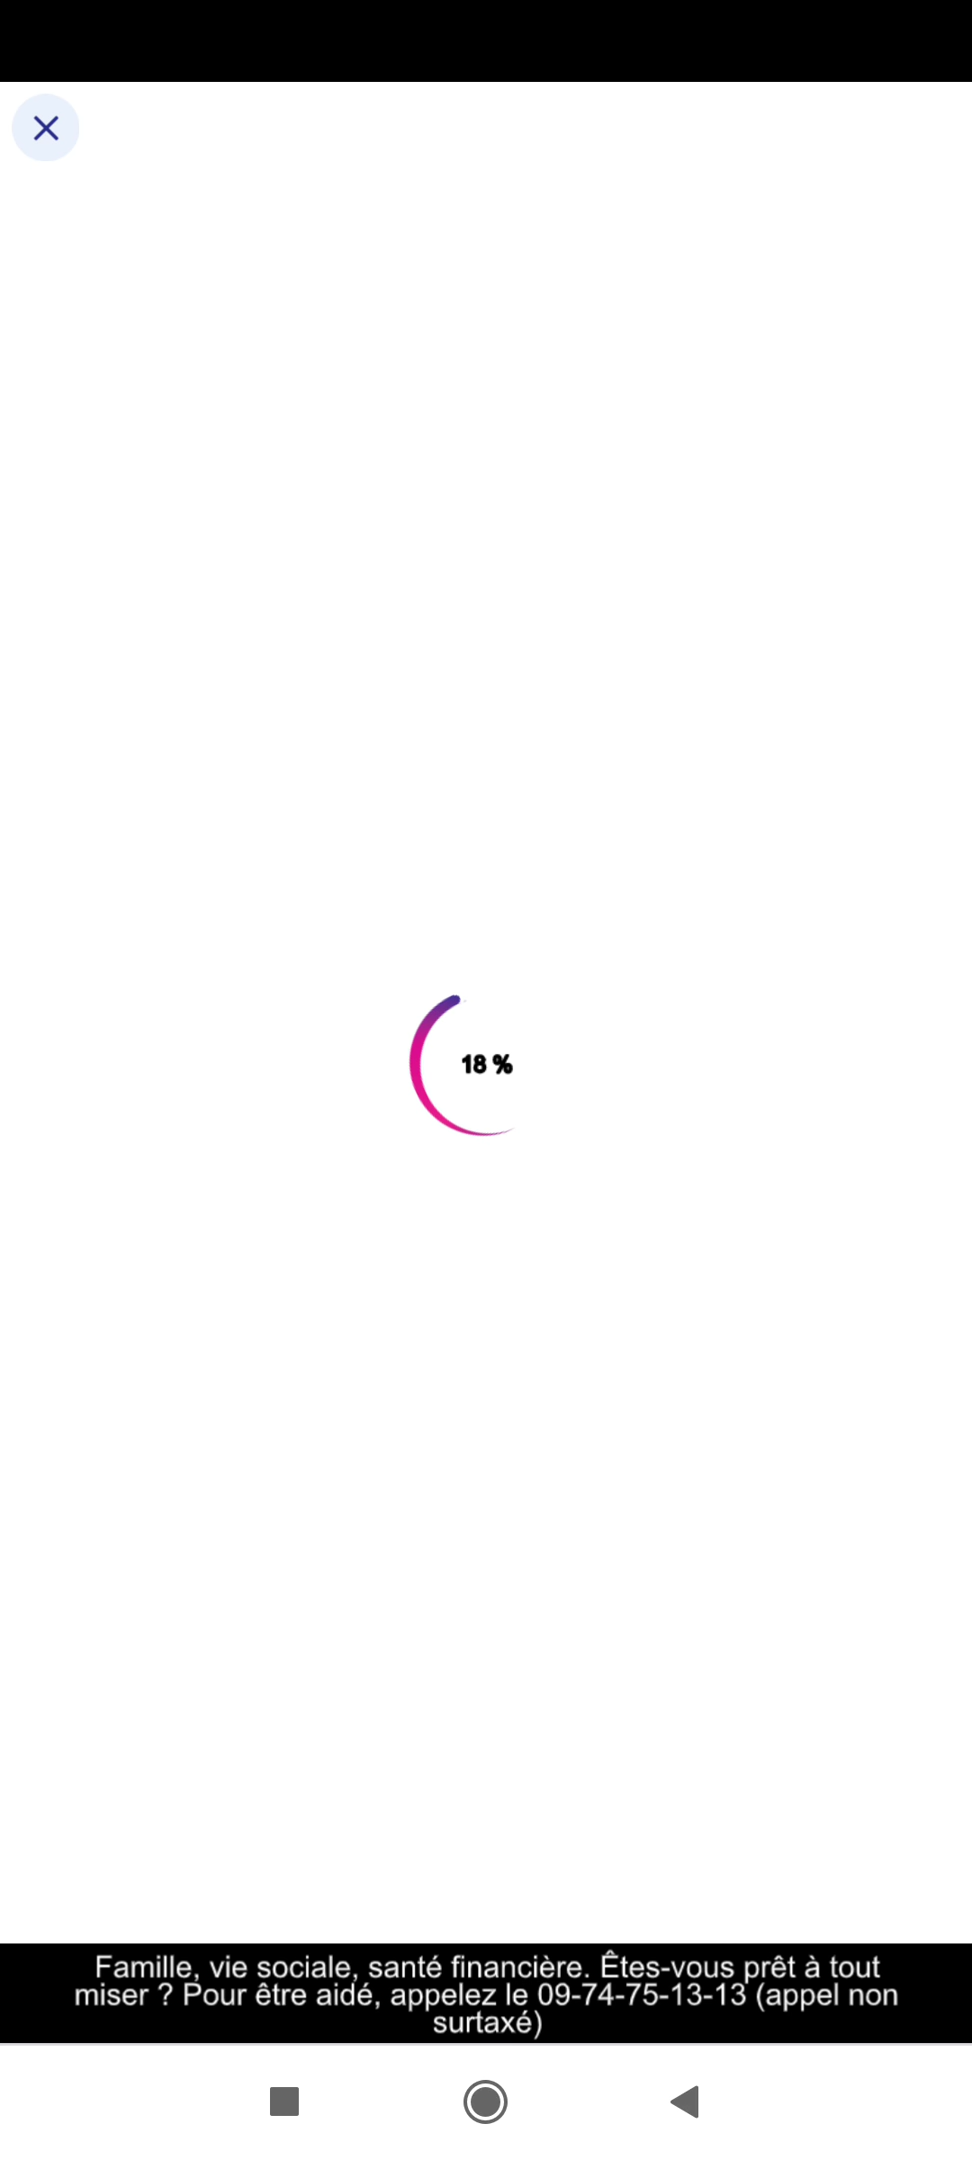 18 %
Famille, vie sociale, santé financière. Êtes-vous prêt à tout
miser ? Pour être aidé, appelez le 09-74-75-13-13 (appel non
surtaxé)